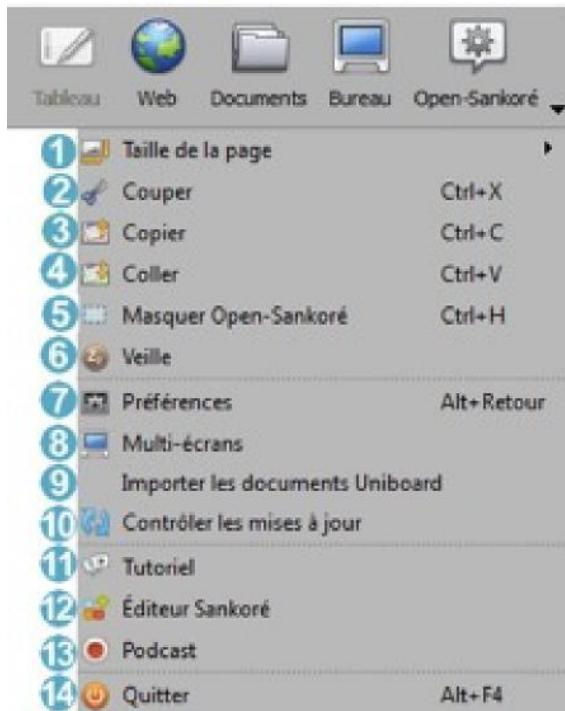 Tableau Web Documents Bureau Open-Sankoré
1 Taille de la page
2 Couper Ctrl+X
3 Copier Ctrl+C
4 Coller Ctrl+V
5 Masquer Open-Sankoré Ctrl+H
6 Veille
7 Préférences Alt+Retour
8 Multi-écrans
9 Importer les documents Uniboard
10 Contrôler les mises à jour
11 Tutoriel
12 Éditeur Sankoré
13 Podcast
14 Quitter Alt+F4